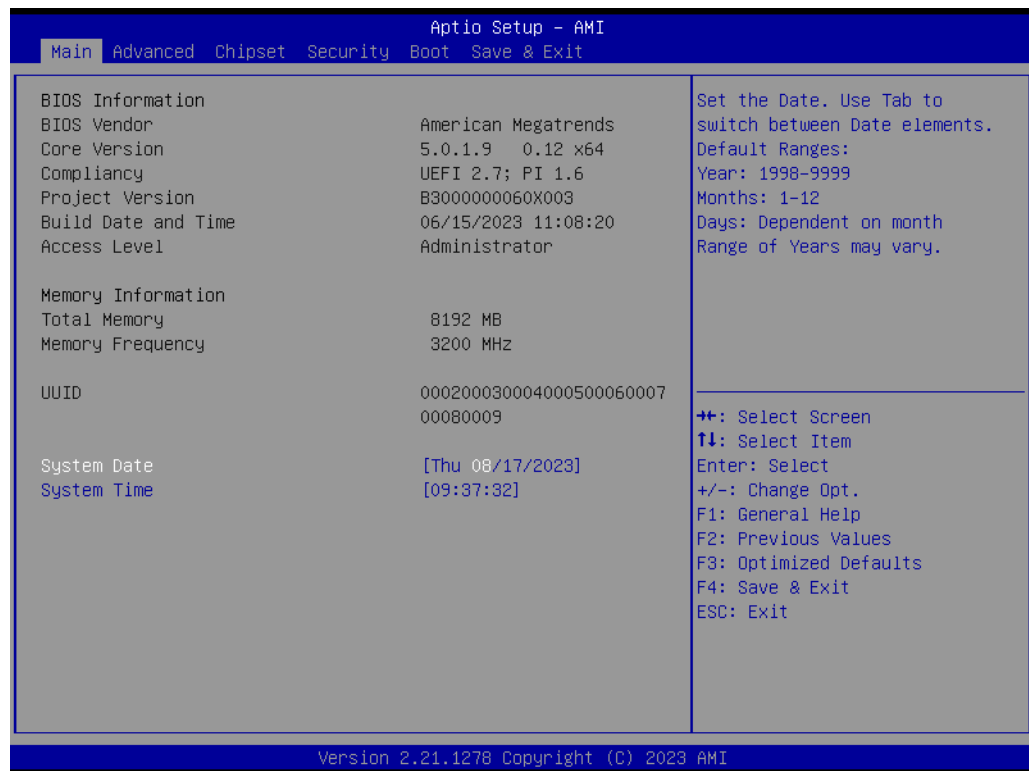 Aptio Setup – AMI
Main Advanced Chipset Security Boot Save & Exit
BIOS Information
BIOS Vendor American Megatrends
Core Version 5.0.1.9 0.12 x64
Compliancy UEFI 2.7; PI 1.6
Project Version B3000000060X003
Build Date and Time 06/15/2023 11:08:20
Access Level Administrator
Memory Information
Total Memory 8192 MB
Memory Frequency 3200 MHz
UUID 000200030004000500060007
00080009
System Date [Thu 08/17/2023]
System Time [09:37:32]
Set the Date. Use Tab to
switch between Date elements.
Default Ranges:
Year: 1998-9999
Months: 1-12
Days: Dependent on month
Range of Years may vary.
→←: Select Screen
↑↓: Select Item
Enter: Select
+/-: Change Opt.
F1: General Help
F2: Previous Values
F3: Optimized Defaults
F4: Save & Exit
ESC: Exit
Version 2.21.1278 Copyright (C) 2023 AMI